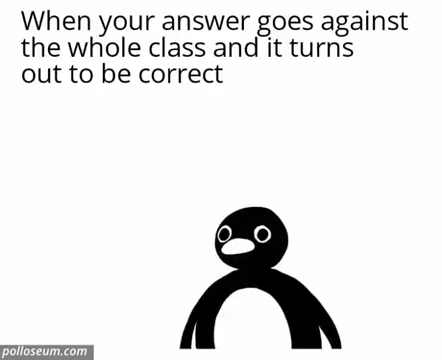 When your answer goes against
the whole class and it turns
out to be correct
polloseum.com